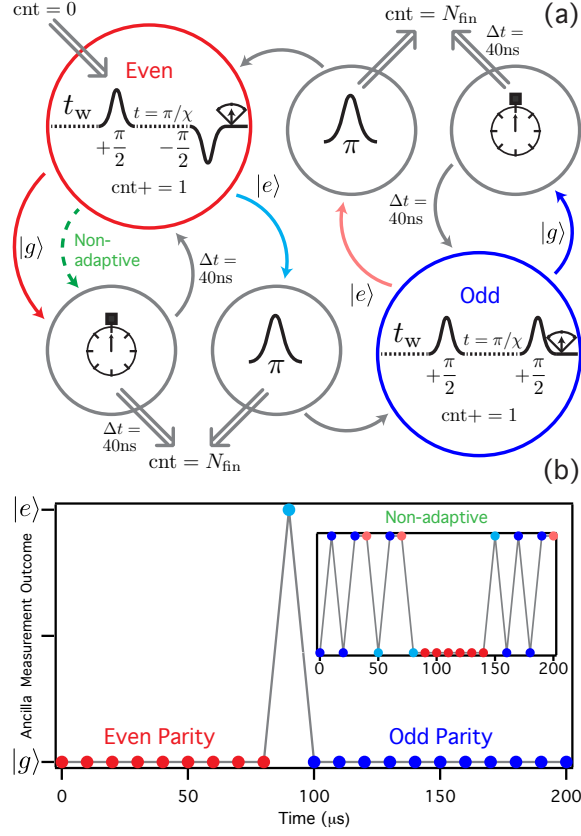 cnt = 0
(a)
cnt = N_fin
Δt =
40ns
Even
t_w
t = π/χ
+π/2
−π/2
cnt+ = 1
π
|g⟩
Non-
adaptive
|e⟩
Δt =
40ns
Δt =
40ns
|e⟩
|g⟩
Odd
t_w
t = π/χ
+π/2
+π/2
cnt+ = 1
π
Δt =
40ns
cnt = N_fin
(b)
|e⟩
Non-adaptive
0 50 100 150 200
Ancilla Measurement Outcome
Even Parity
Odd Parity
|g⟩
0 50 100 150 200
Time (μs)